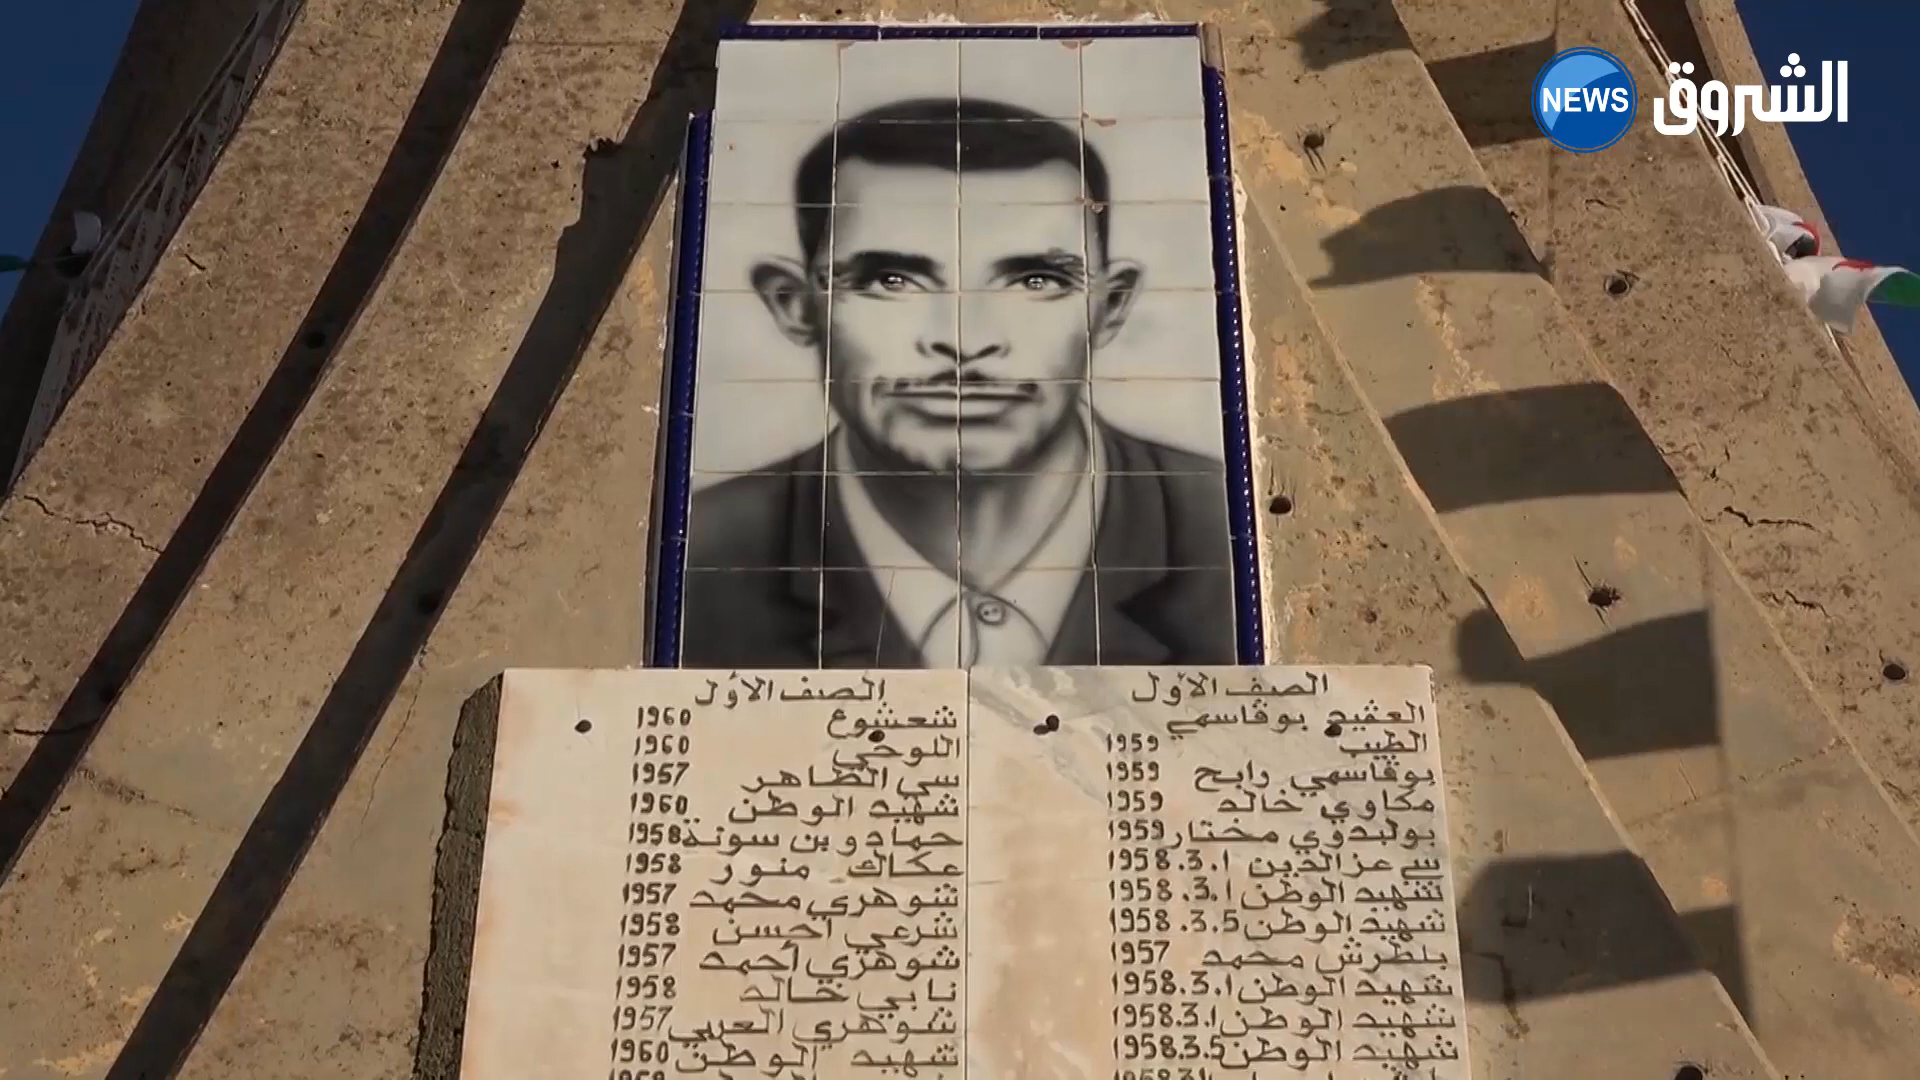 NEWS الشروق
الصف الأول
العقيد بوقاسمي
الطيب 1959
بوقاسمي رابح 1959
مكاوي خالد 1959
بولبدوي مختار 1959
سي عز الدين 1958.3.1
شهيد الوطن 1958.3.1
شهيد الوطن 1958.3.5
بلطرش محمد 1957
شهيد الوطن 1958.3.1
شهيد الوطن 1958.3.1
شهيد الوطن 1958.3.5
الصف الأول
شعشوع 1960
اللوحي 1960
سي الطاهر 1957
شهيد الوطن 1960
حمادو بن سونة 1958
عكاك منور 1958
شوهري محمد 1957
شرعي احسن 1958
شوهري أحمد 1957
نابي خالد 1958
شوهري العربي 1957
شهيد الوطن 1960